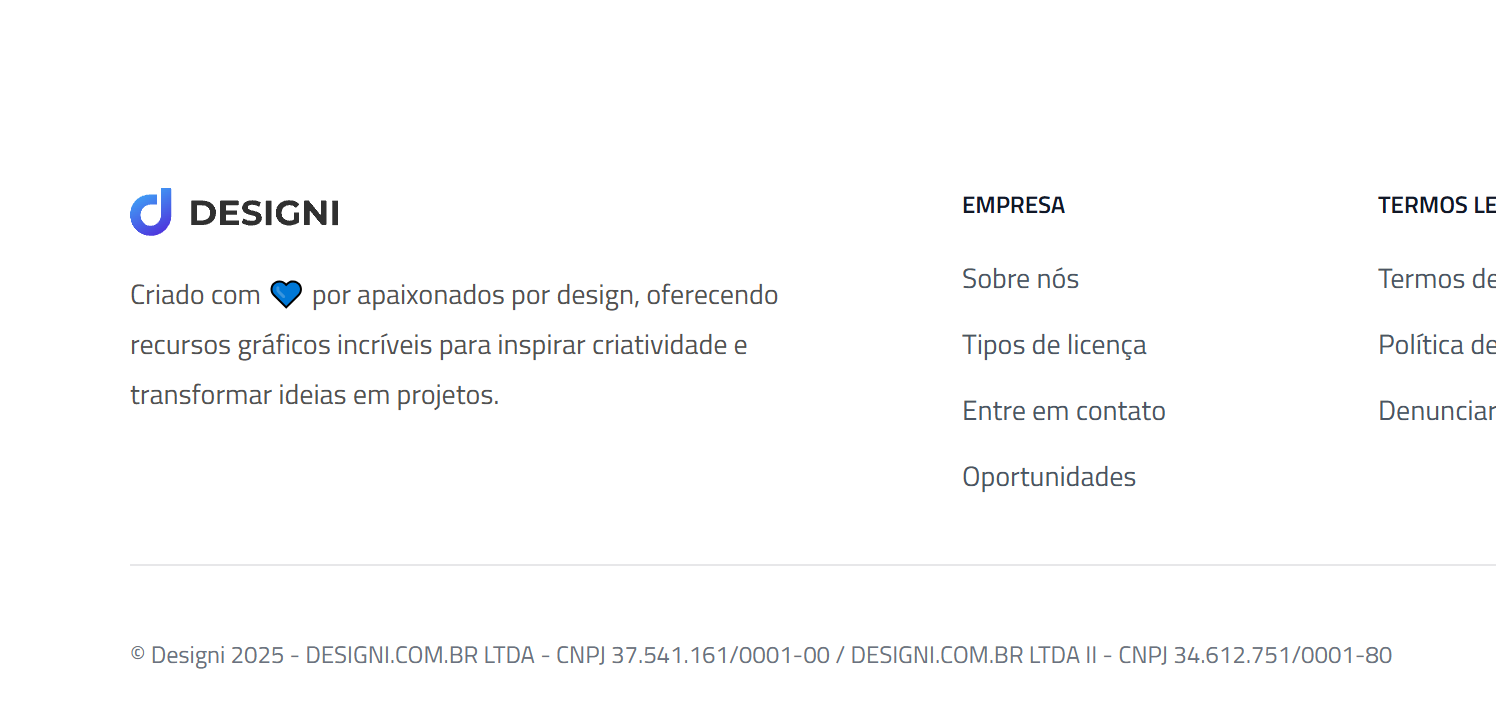 DESIGNI
Criado com 💙 por apaixonados por design, oferecendo
recursos gráficos incríveis para inspirar criatividade e
transformar ideias em projetos.
EMPRESA
Sobre nós
Tipos de licença
Entre em contato
Oportunidades
TERMOS LE
Termos de
Política de
Denunciar
© Designi 2025 - DESIGNI.COM.BR LTDA - CNPJ 37.541.161/0001-00 / DESIGNI.COM.BR LTDA II - CNPJ 34.612.751/0001-80